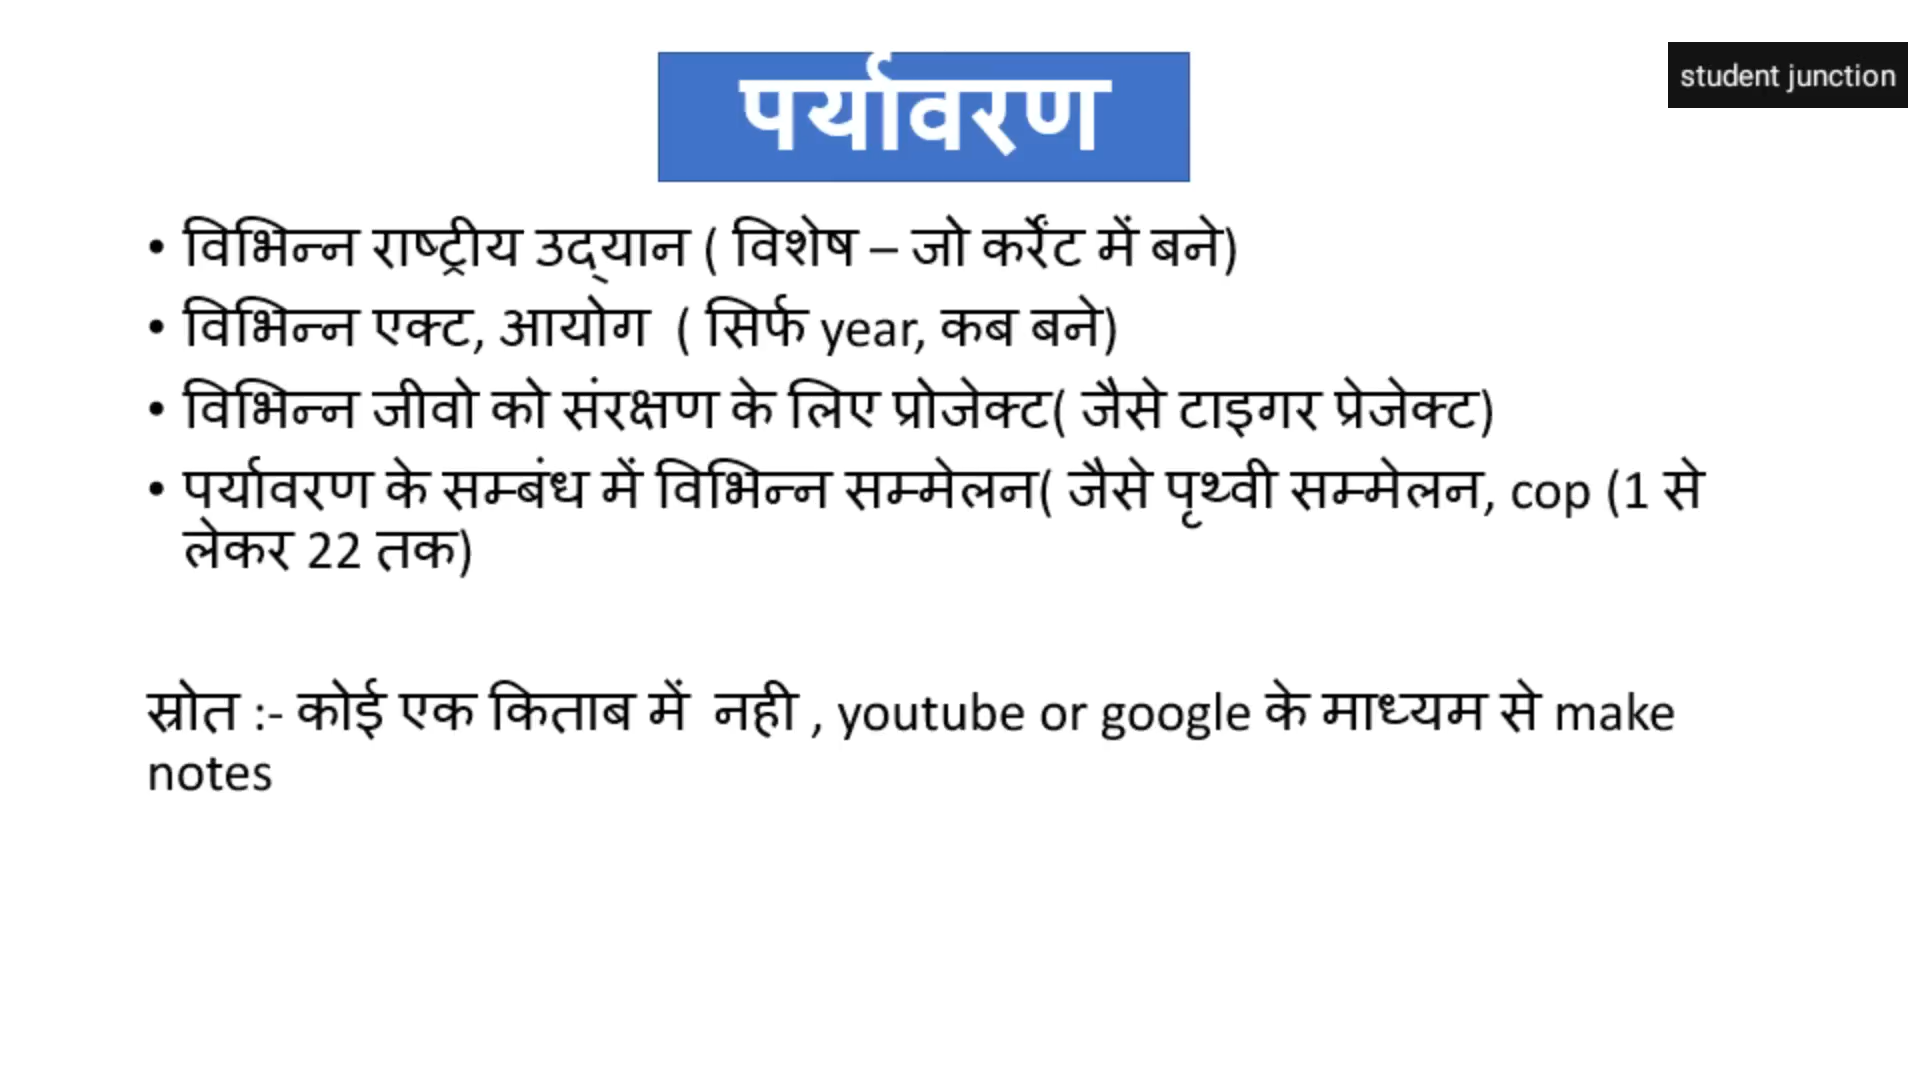 पर्यावरण
student junction
• विभिन्न राष्ट्रीय उद्यान ( विशेष – जो करेंट में बने)
• विभिन्न एक्ट, आयोग ( सिर्फ year, कब बने)
• विभिन्न जीवो को संरक्षण के लिए प्रोजेक्ट( जैसे टाइगर प्रेजेक्ट)
• पर्यावरण के सम्बंध में विभिन्न सम्मेलन( जैसे पृथ्वी सम्मेलन, cop (1 से
लेकर 22 तक)
स्रोत :- कोई एक किताब में नही , youtube or google के माध्यम से make
notes